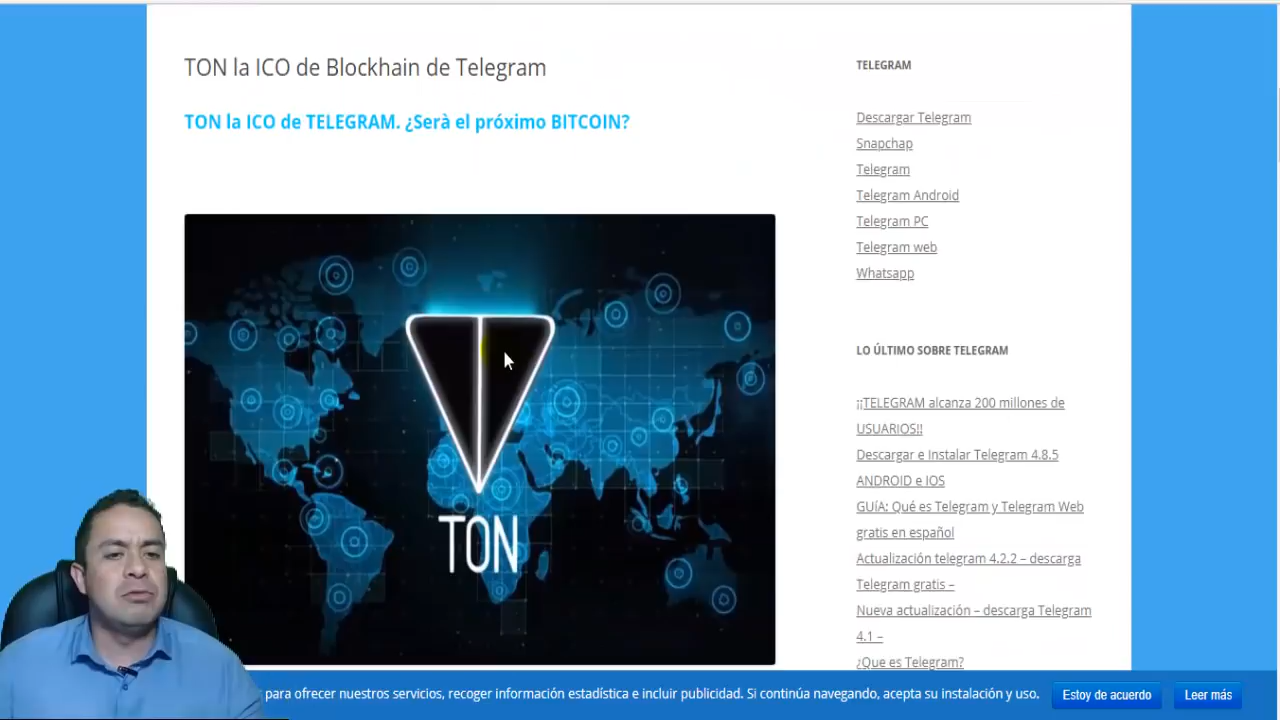 TON la ICO de Blockhain de Telegram
TON la ICO de TELEGRAM. ¿Serà el próximo BITCOIN?
TON
TELEGRAM
Descargar Telegram
Snapchap
Telegram
Telegram Android
Telegram PC
Telegram web
Whatsapp
LO ÚLTIMO SOBRE TELEGRAM
¡¡TELEGRAM alcanza 200 millones de
USUARIOS!!
Descargar e Instalar Telegram 4.8.5
ANDROID e IOS
GUíA: Qué es Telegram y Telegram Web
gratis en español
Actualización telegram 4.2.2 – descarga
Telegram gratis –
Nueva actualización – descarga Telegram
4.1 –
¿Que es Telegram?
para ofrecer nuestros servicios, recoger información estadística e incluir publicidad. Si continúa navegando, acepta su instalación y uso.
Estoy de acuerdo
Leer más